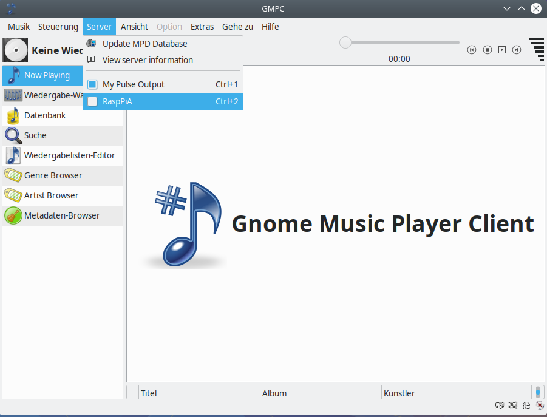 GMPC
Musik Steuerung Server Ansicht Option Extras Gehe zu Hilfe
Update MPD Database
View server information
My Pulse Output Ctrl+1
RaspPiA Ctrl+2
Keine Wied
00:00
Now Playing
Wiedergabe-Wa
Datenbank
Suche
Wiedergabelisten-Editor
Genre Browser
Artist Browser
Metadaten-Browser
Gnome Music Player Client
Titel Album Künstler